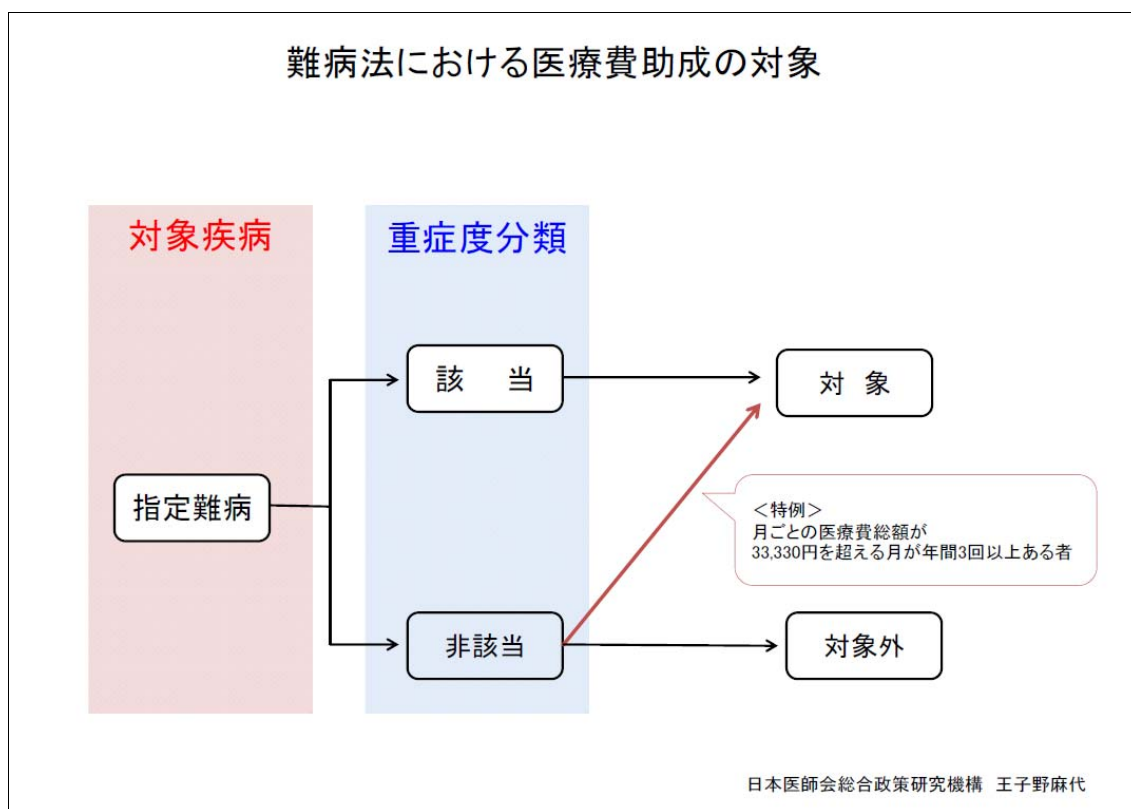 難病法における医療費助成の対象
対象疾病
重症度分類
該　当
対 象
指定難病
＜特例＞
月ごとの医療費総額が
33,330円を超える月が年間3回以上ある者
非該当
対象外
日本医師会総合政策研究機構　王子野麻代